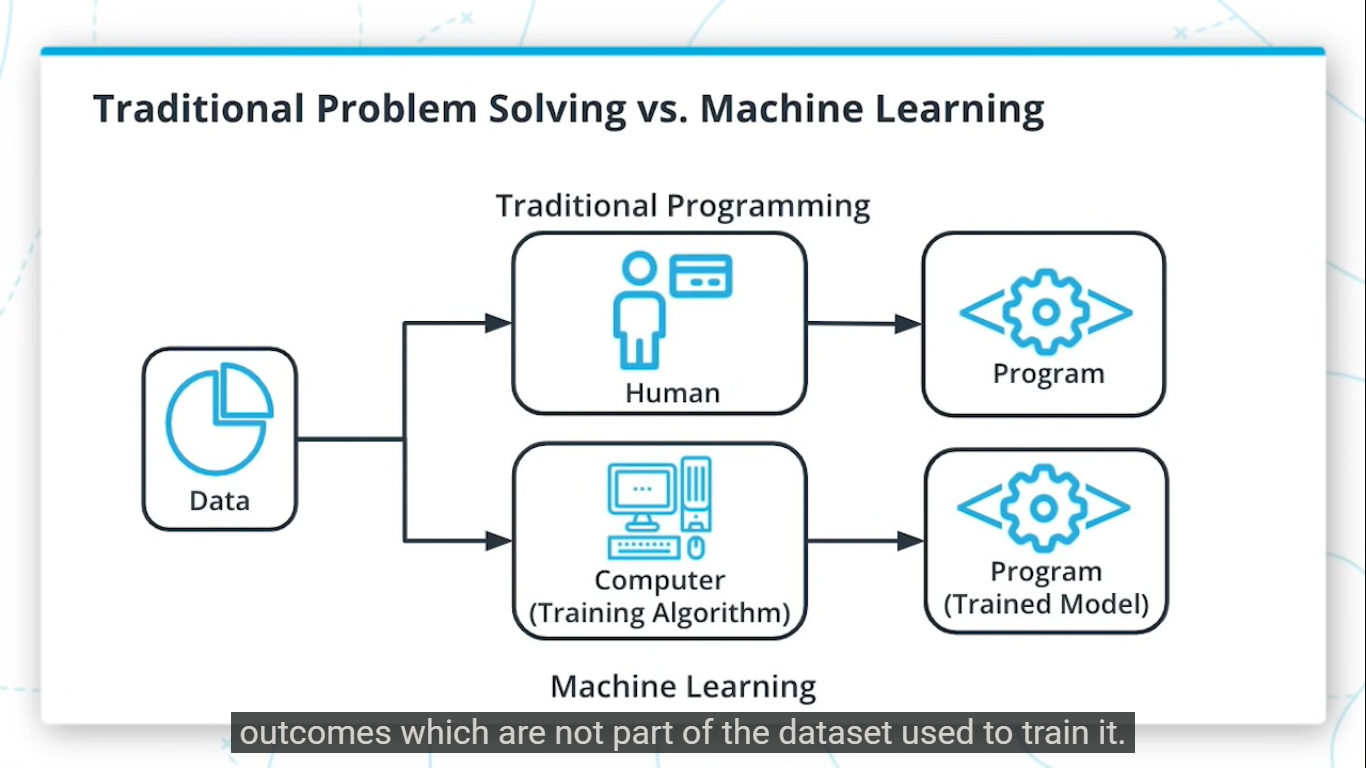 Traditional Problem Solving vs. Machine Learning
Traditional Programming
Human
Program
Data
Computer
(Training Algorithm)
Program
(Trained Model)
Machine Learning
outcomes which are not part of the dataset used to train it.